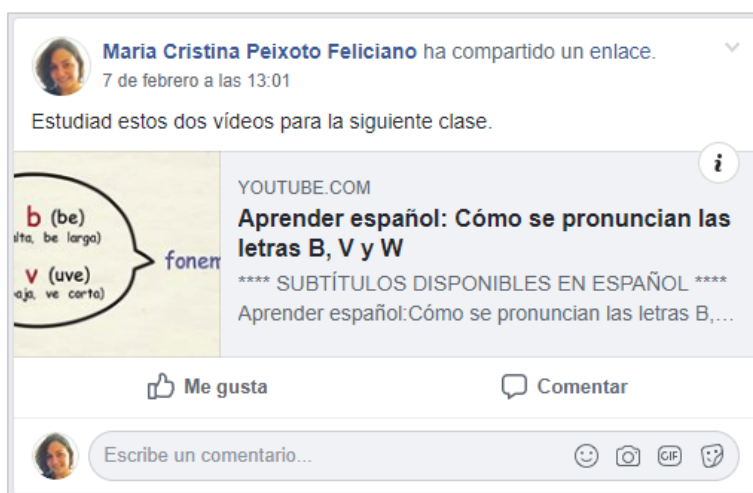 Maria Cristina Peixoto Feliciano ha compartido un enlace.
7 de febrero a las 13:01
Estudiad estos dos vídeos para la siguiente clase.
b (be)
lta, be larga)
v (uve)
aja, ve corta)
fonem
YOUTUBE.COM
Aprender español: Cómo se pronuncian las
letras B, V y W
**** SUBTÍTULOS DISPONIBLES EN ESPAÑOL ****
Aprender español:Cómo se pronuncian las letras B,...
Me gusta
Comentar
Escribe un comentario...
GIF